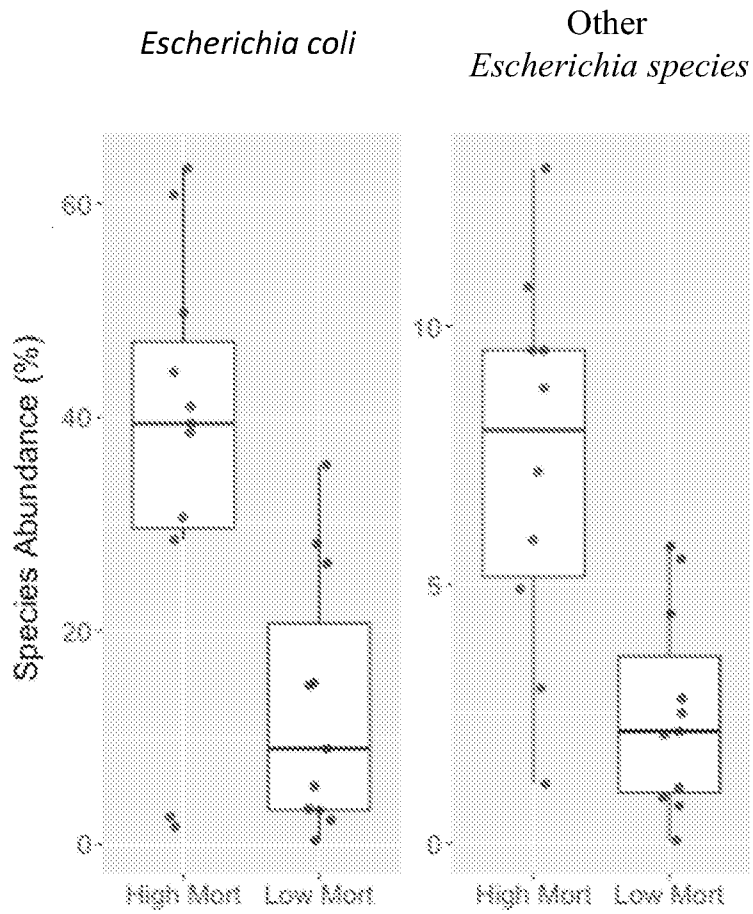 Escherichia coli
Other
Escherichia species
Species Abundance (%)
60
40
20
0
High Mort
Low Mort
10
5
0
High Mort
Low Mort